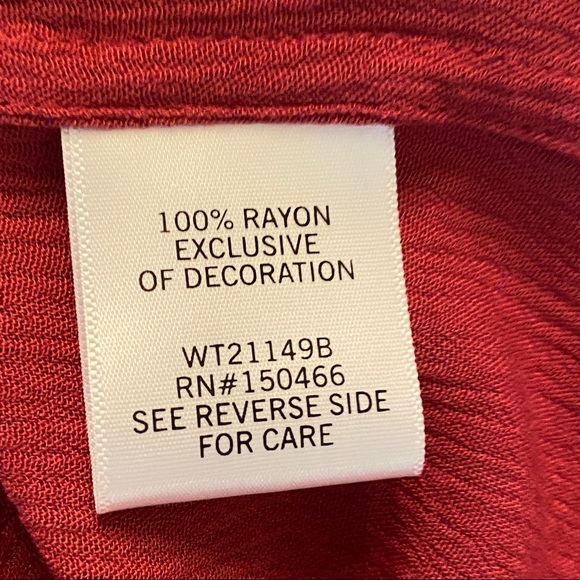 100% RAYON
EXCLUSIVE
OF DECORATION
WT21149B
RN#150466
SEE REVERSE SIDE
FOR CARE